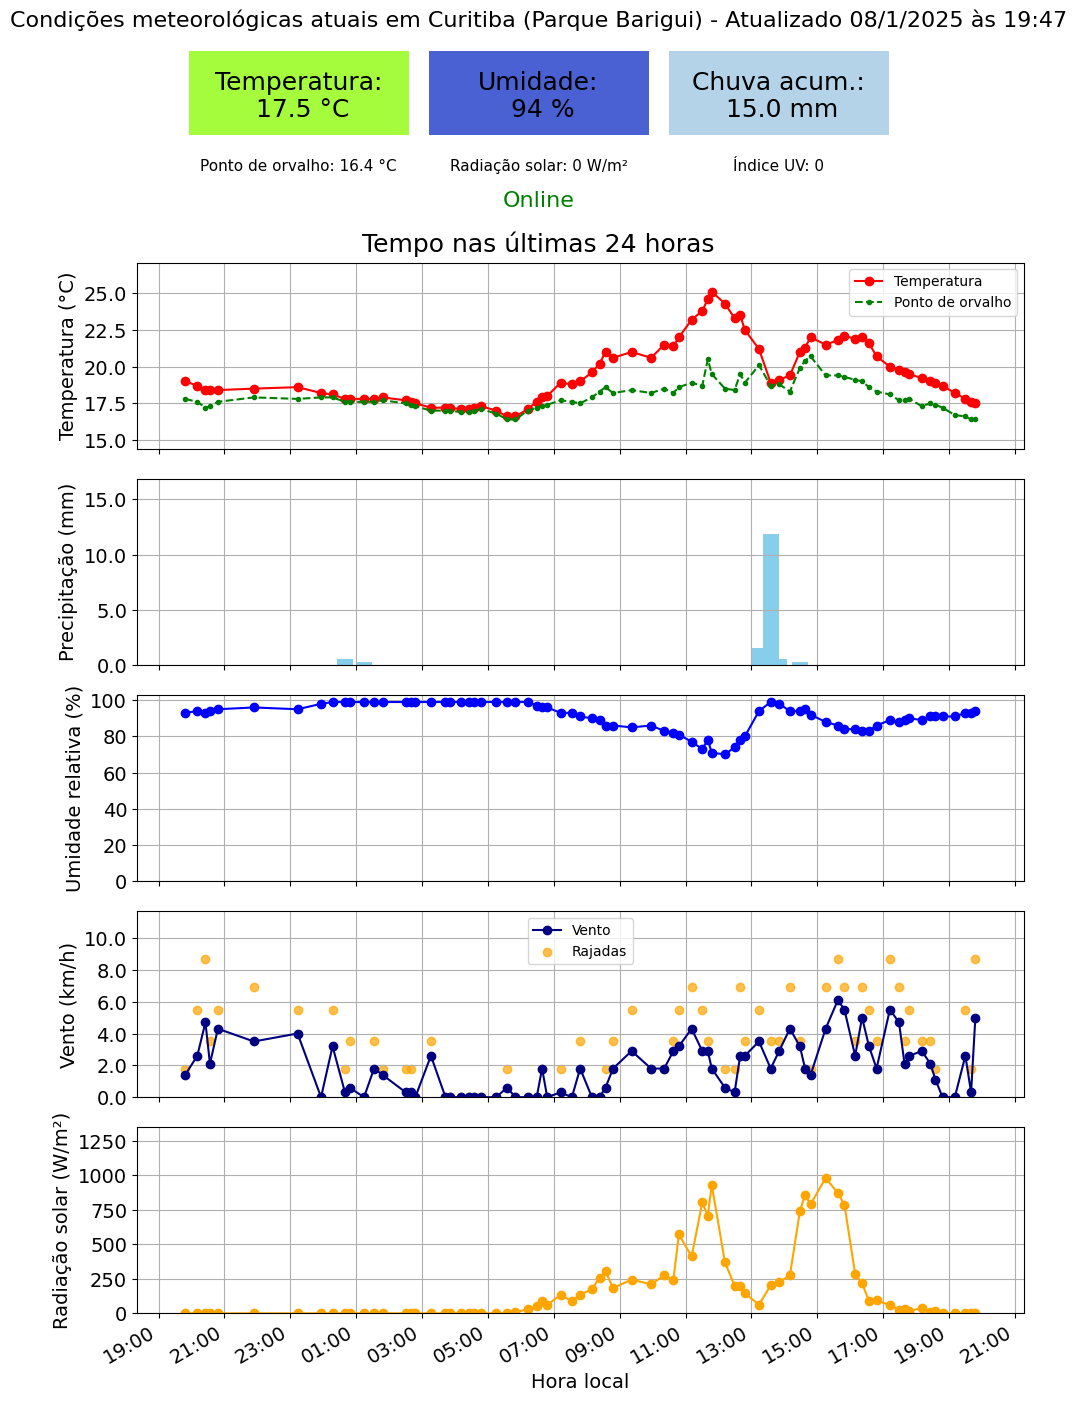 Condições meteorológicas atuais em Curitiba (Parque Barigui) - Atualizado 08/1/2025 às 19:47
Temperatura:
17.5 °C
Umidade:
94 %
Chuva acum.:
15.0 mm
Ponto de orvalho: 16.4 °C
Radiação solar: 0 W/m²
Índice UV: 0
Online
Tempo nas últimas 24 horas
Temperatura (°C)
25.0
22.5
20.0
17.5
15.0
Temperatura
Ponto de orvalho
Precipitação (mm)
15.0
10.0
5.0
0.0
Umidade relativa (%)
100
80
60
40
20
0
Vento (km/h)
10.0
8.0
6.0
4.0
2.0
0.0
Vento
Rajadas
Radiação solar (W/m²)
1250
1000
750
500
250
0
19:00
21:00
23:00
01:00
03:00
05:00
07:00
09:00
11:00
13:00
15:00
17:00
19:00
21:00
Hora local